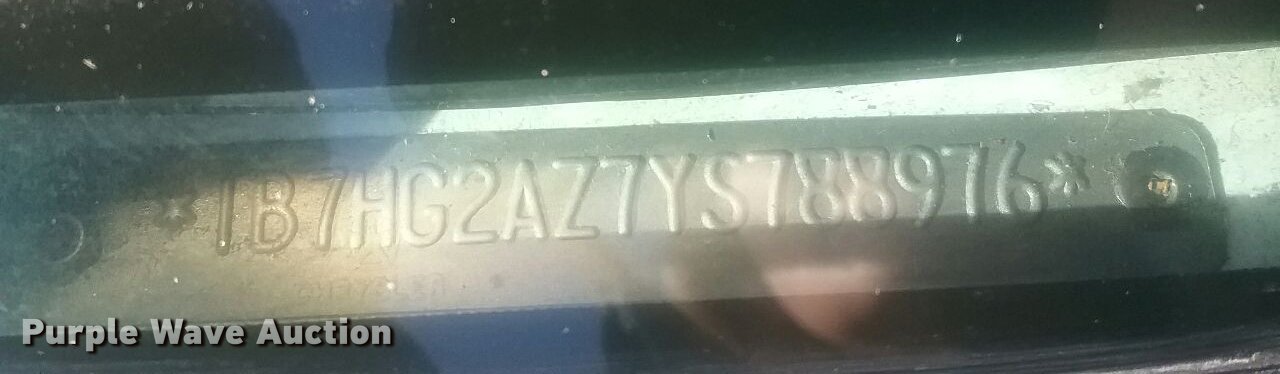 *1B7HG2AZ7YS788976*
Purple Wave Auction